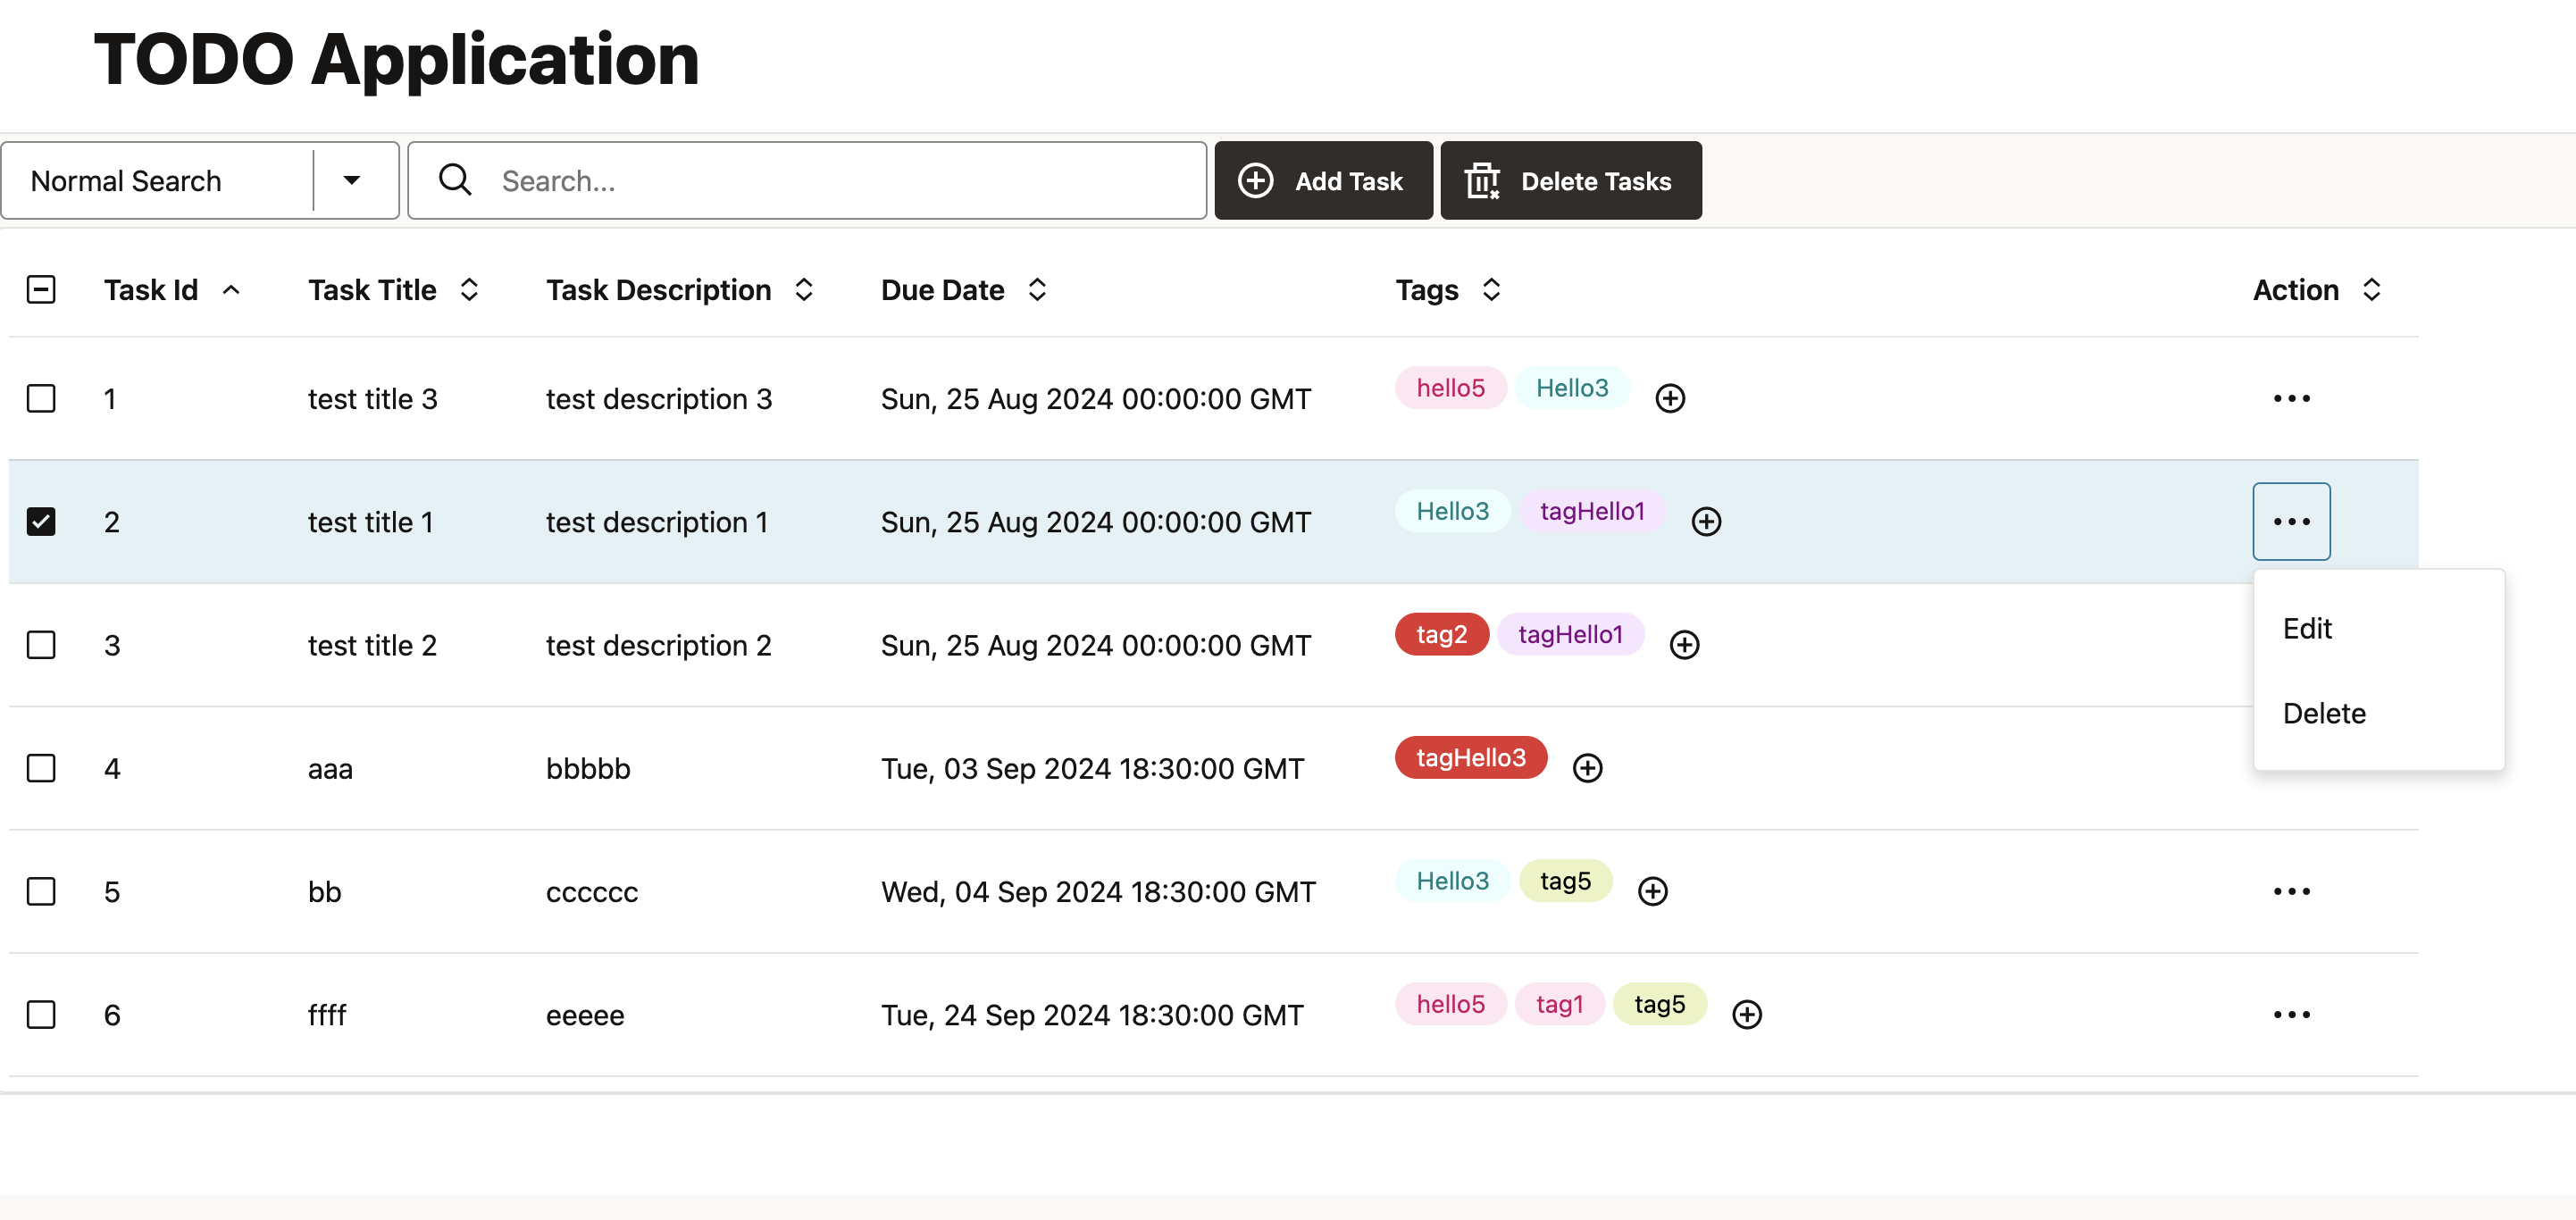 TODO Application
Normal Search Search... Add Task Delete Tasks
Task Id Task Title Task Description Due Date Tags Action
1 test title 3 test description 3 Sun, 25 Aug 2024 00:00:00 GMT hello5 Hello3
2 test title 1 test description 1 Sun, 25 Aug 2024 00:00:00 GMT Hello3 tagHello1
3 test title 2 test description 2 Sun, 25 Aug 2024 00:00:00 GMT tag2 tagHello1
Edit
Delete
4 aaa bbbbb Tue, 03 Sep 2024 18:30:00 GMT tagHello3
5 bb cccccc Wed, 04 Sep 2024 18:30:00 GMT Hello3 tag5
6 ffff eeeee Tue, 24 Sep 2024 18:30:00 GMT hello5 tag1 tag5